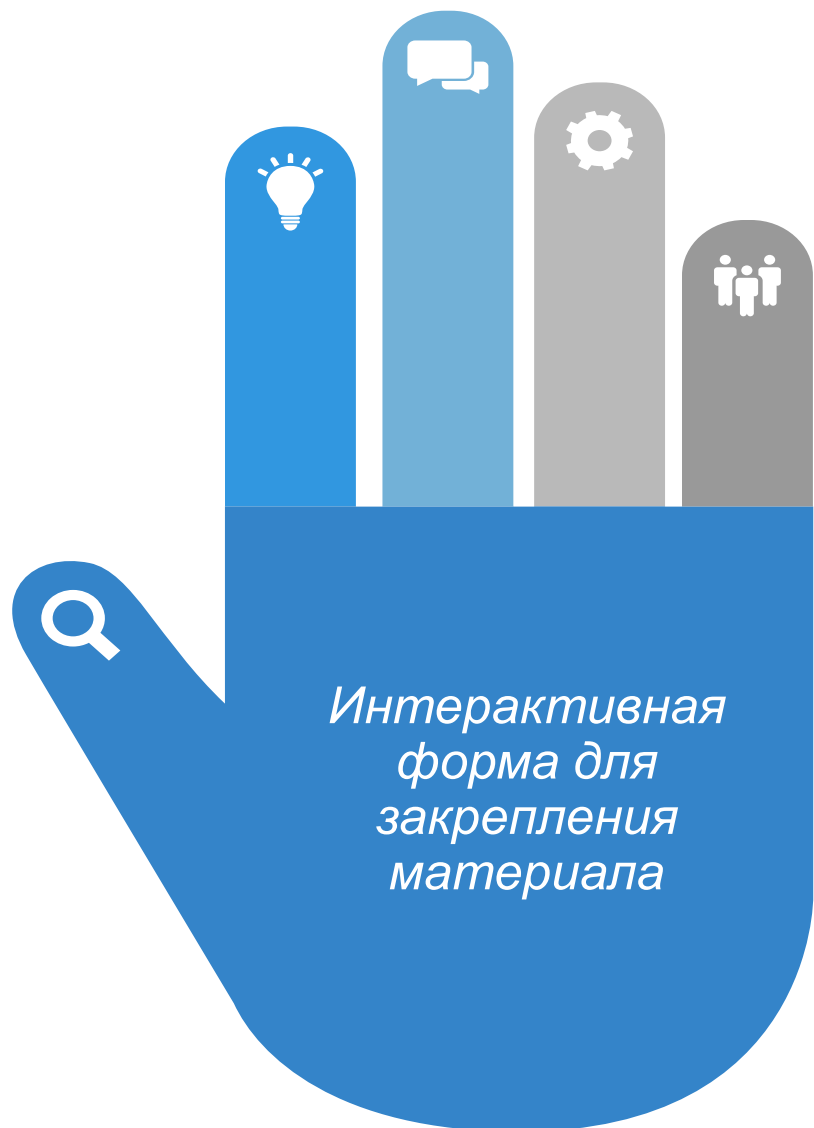 Интерактивная
форма для
закрепления
материала